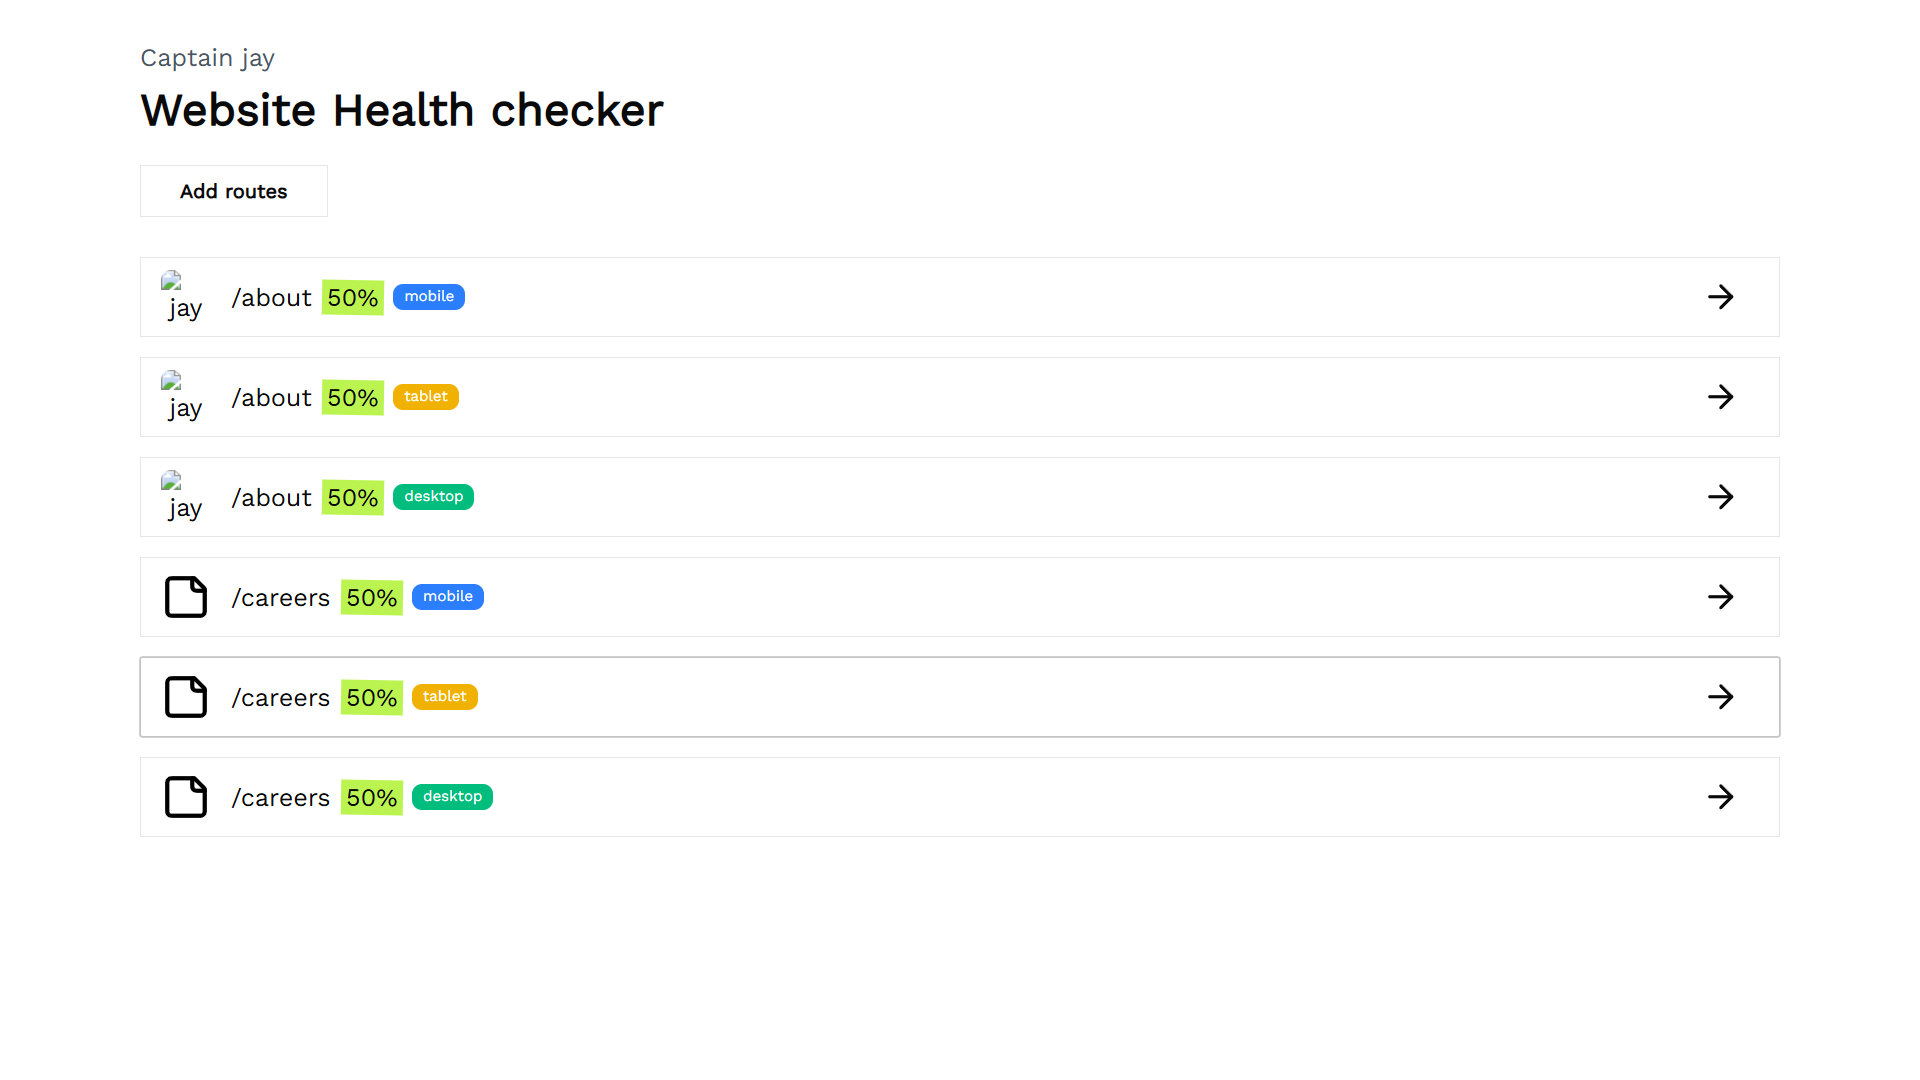 Captain jay
Website Health checker
Add routes
jay /about 50% mobile
jay /about 50% tablet
jay /about 50% desktop
/careers 50% mobile
/careers 50% tablet
/careers 50% desktop